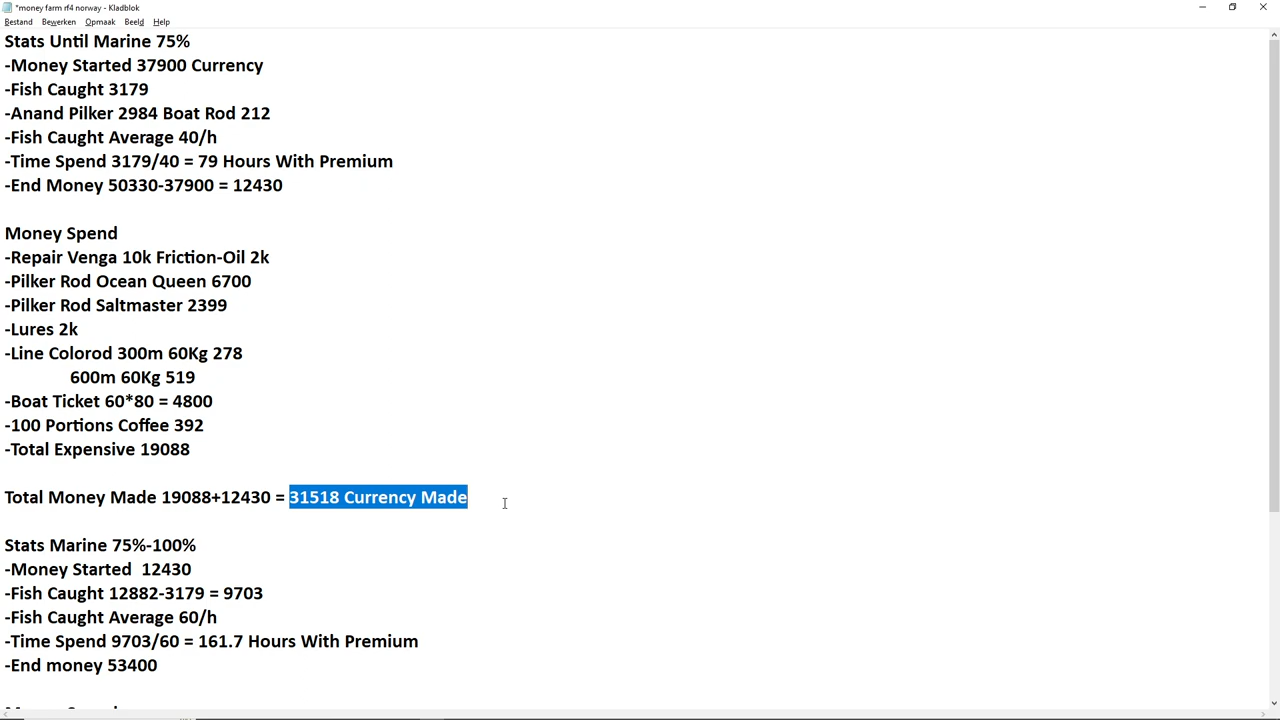 *money farm rf4 norway - Kladblok
Bestand Bewerken Opmaak Beeld Help
Stats Until Marine 75%
-Money Started 37900 Currency
-Fish Caught 3179
-Anand Pilker 2984 Boat Rod 212
-Fish Caught Average 40/h
-Time Spend 3179/40 = 79 Hours With Premium
-End Money 50330-37900 = 12430
Money Spend
-Repair Venga 10k Friction-Oil 2k
-Pilker Rod Ocean Queen 6700
-Pilker Rod Saltmaster 2399
-Lures 2k
-Line Colorod 300m 60Kg 278
600m 60Kg 519
-Boat Ticket 60*80 = 4800
-100 Portions Coffee 392
-Total Expensive 19088
Total Money Made 19088+12430 = 31518 Currency Made
Stats Marine 75%-100%
-Money Started  12430
-Fish Caught 12882-3179 = 9703
-Fish Caught Average 60/h
-Time Spend 9703/60 = 161.7 Hours With Premium
-End money 53400